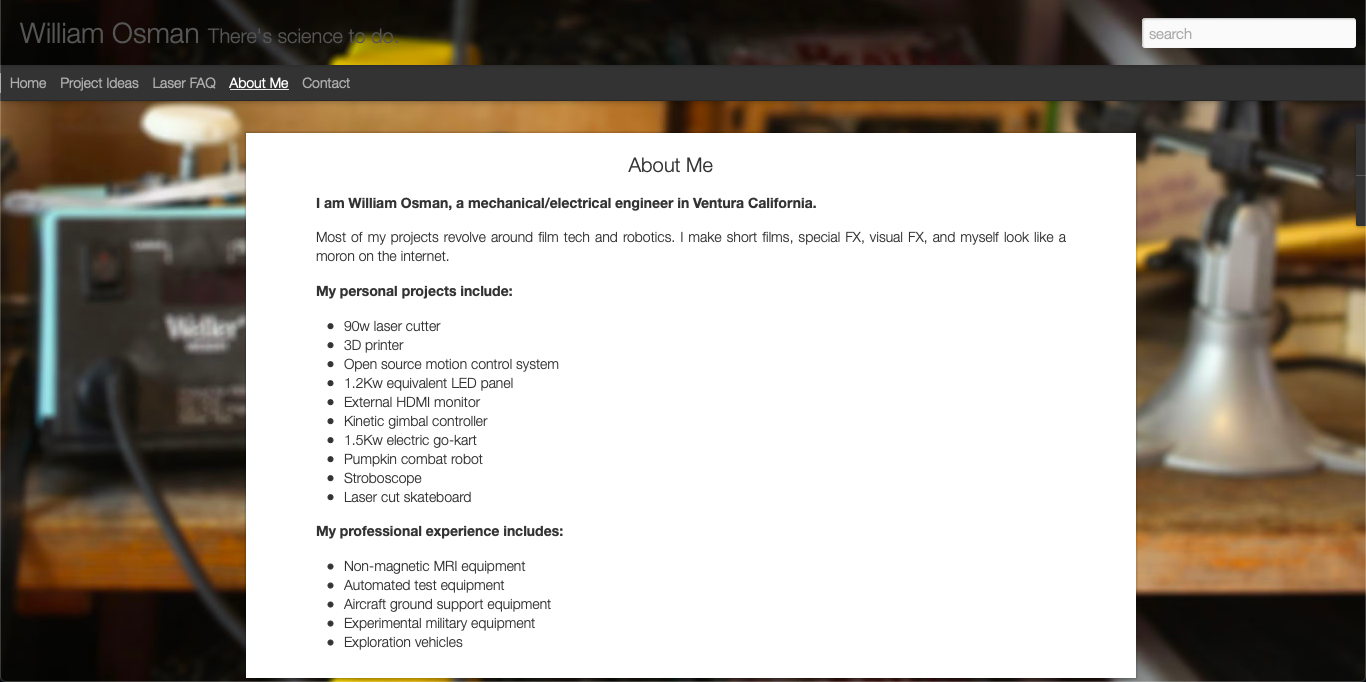 William Osman There's science to do.
search
Home Project Ideas Laser FAQ About Me Contact
About Me
I am William Osman, a mechanical/electrical engineer in Ventura California.
Most of my projects revolve around film tech and robotics. I make short films, special FX, visual FX, and myself look like a
moron on the internet.
My personal projects include:
90w laser cutter
3D printer
Open source motion control system
1.2Kw equivalent LED panel
External HDMI monitor
Kinetic gimbal controller
1.5Kw electric go-kart
Pumpkin combat robot
Stroboscope
Laser cut skateboard
My professional experience includes:
Non-magnetic MRI equipment
Automated test equipment
Aircraft ground support equipment
Experimental military equipment
Exploration vehicles
Weller